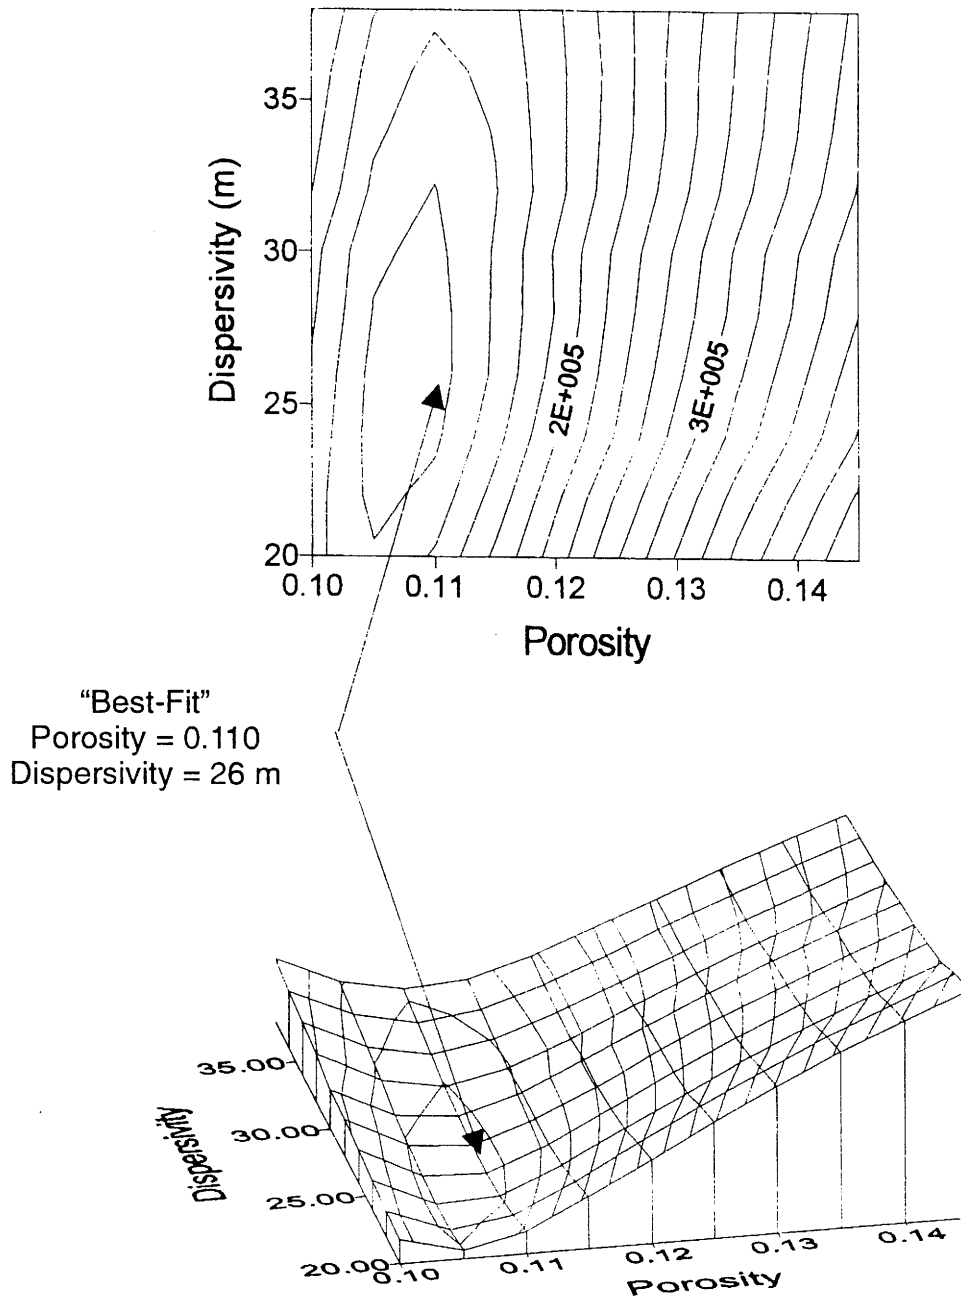 35
30
25
20
Dispersivity (m)
2E+005
3E+005
0.10 0.11 0.12 0.13 0.14
Porosity
“Best-Fit”
Porosity = 0.110
Dispersivity = 26 m
35.00
30.00
25.00
20.00
Dispersivity
0.10 0.11 0.12 0.13 0.14
Porosity